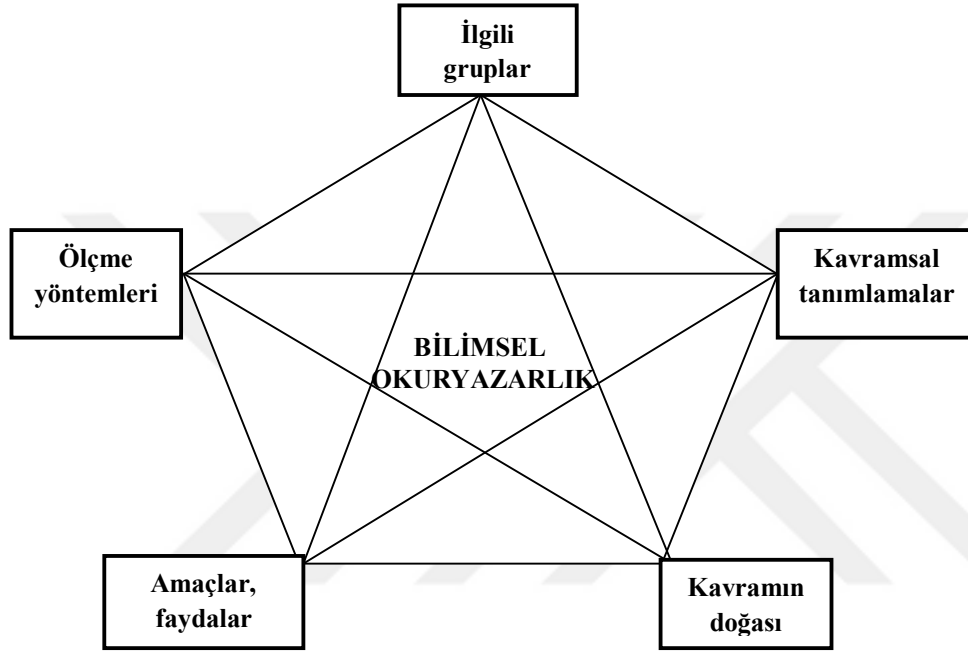 İlgili
gruplar
Ölçme
yöntemleri
Kavramsal
tanımlamalar
BİLİMSEL
OKURYAZARLIK
Amaçlar,
faydalar
Kavramın
doğası